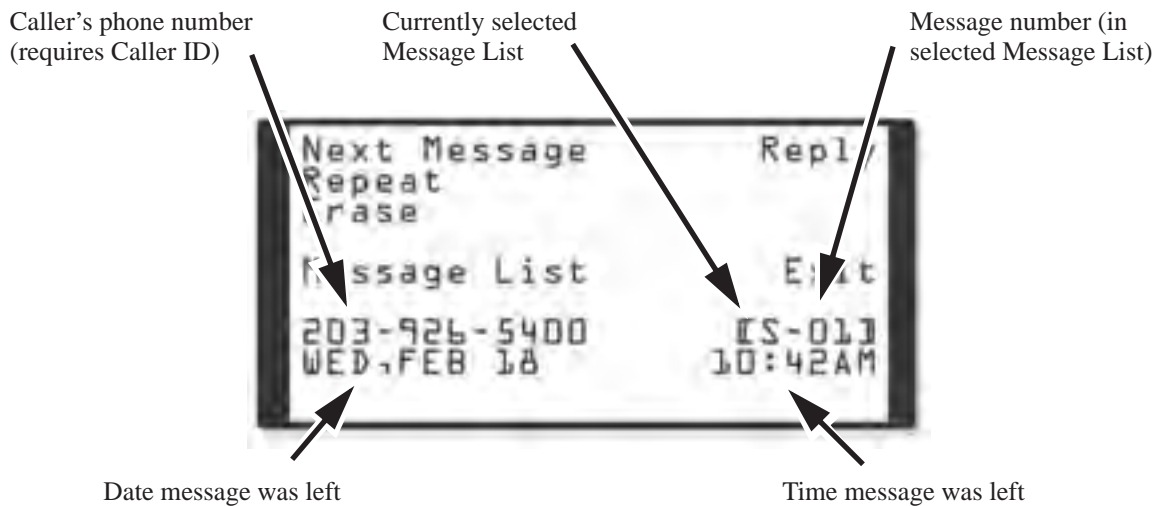 Caller's phone number
(requires Caller ID)
Currently selected
Message List
Message number (in
selected Message List)
Next Message Reply
Repeat
Erase
Message List Exit
203-926-5400 [S-01]
WED,FEB 18 10:42AM
Date message was left
Time message was left